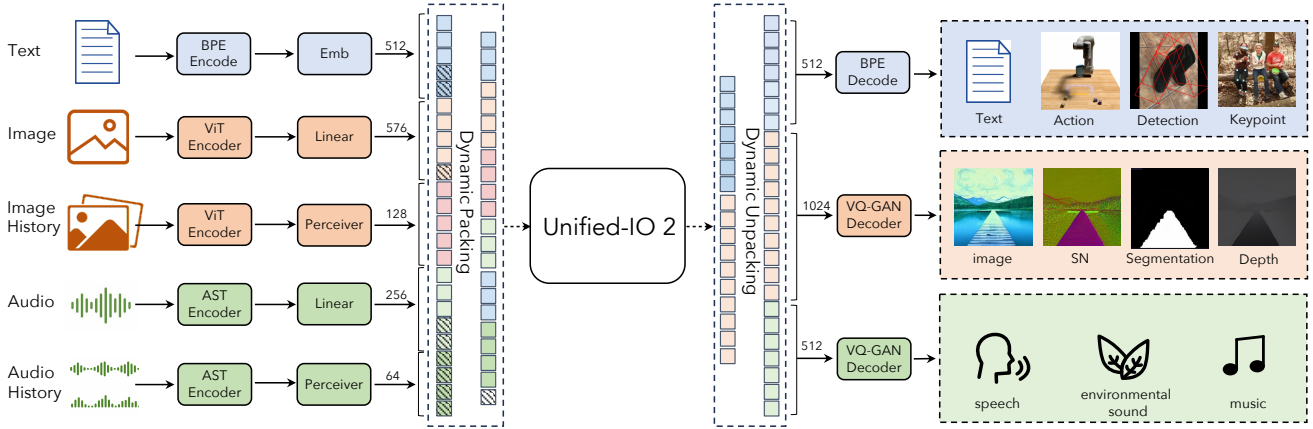 Text
BPE
Encode
Emb
512
Image
ViT
Encoder
Linear
576
Image
History
ViT
Encoder
Perceiver
128
Audio
AST
Encoder
Linear
256
Audio
History
AST
Encoder
Perceiver
64
Dynamic Packing
Unified-IO 2
Dynamic Unpacking
512
BPE
Decode
Text
Action
Detection
Keypoint
1024
VQ-GAN
Decoder
image
SN
Segmentation
Depth
512
VQ-GAN
Decoder
speech
environmental
sound
music